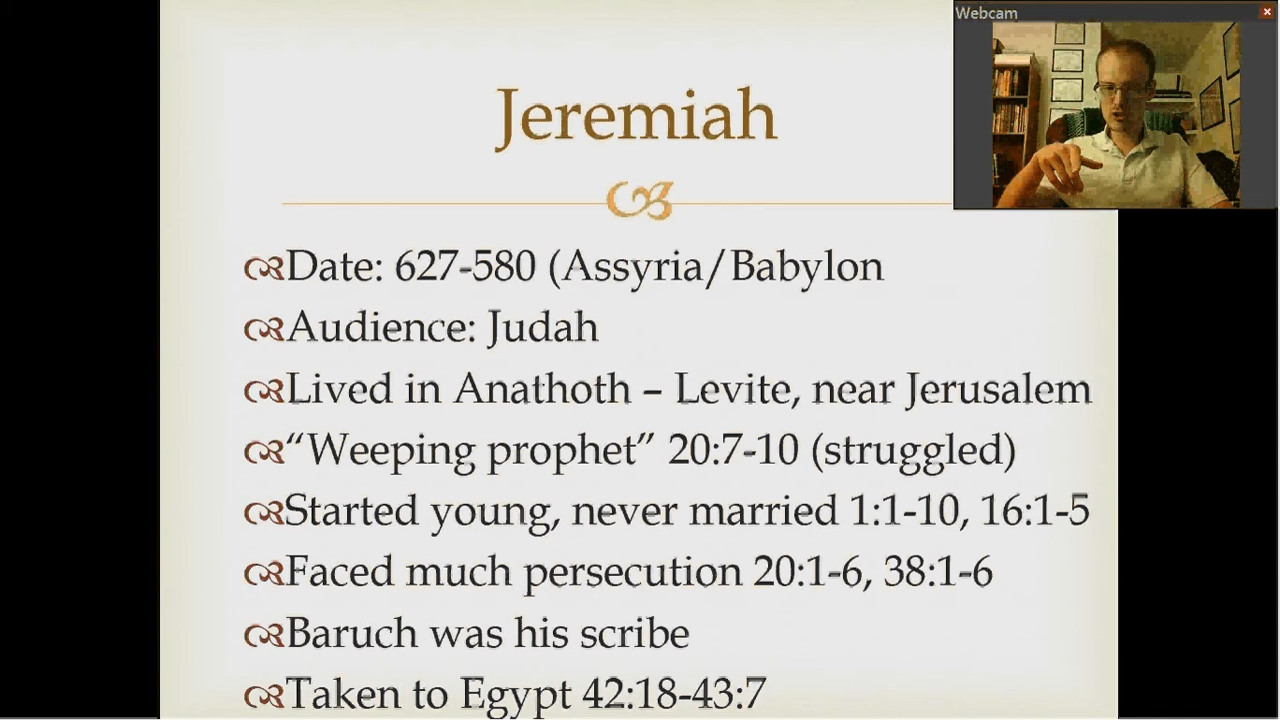 Webcam
Jeremiah
Date: 627-580 (Assyria/Babylon
Audience: Judah
Lived in Anathoth – Levite, near Jerusalem
“Weeping prophet” 20:7-10 (struggled)
Started young, never married 1:1-10, 16:1-5
Faced much persecution 20:1-6, 38:1-6
Baruch was his scribe
Taken to Egypt 42:18-43:7